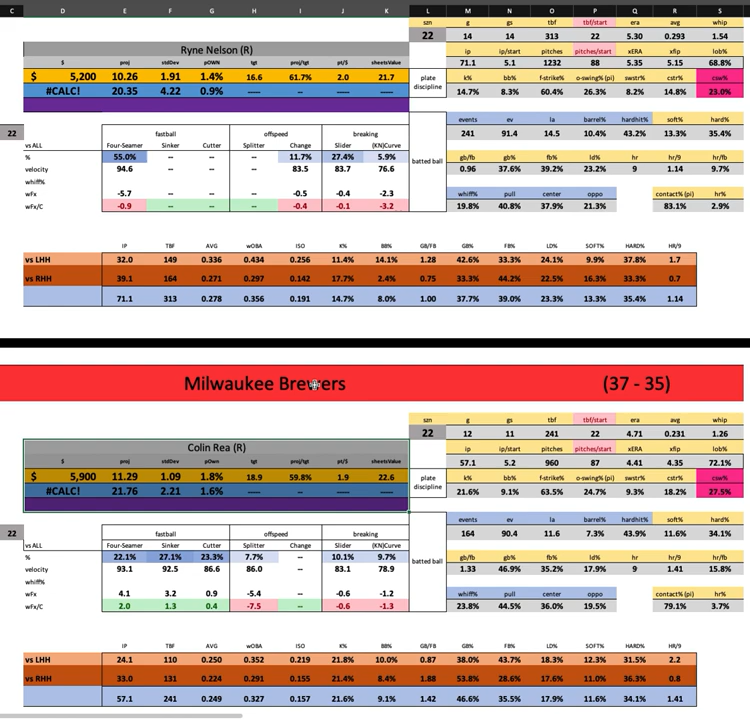 C D E F G H I J K L M N O P Q R S
szn g gs tbf tbf/start era avg whip
22 14 14 313 22 5.30 0.293 1.54
Ryne Nelson (R)
ip ip/start pitches pitches/start xERA xfip lob%
$ proj stdDev pOWN tgt proj/tgt pt/$ sheetsValue
71.1 5.1 1232 88 5.35 5.15 68.8%
$ 5,200 10.26 1.91 1.4% 16.6 61.7% 2.0 21.7
plate discipline k% bb% f-strike% o-swing% (pi) swstr% cstr% csw%
#CALC! 20.35 4.22 0.9% ---- ---- -- ----
14.7% 8.3% 60.4% 26.3% 8.2% 14.8% 23.0%
events ev la barrel% hardhit% soft% hard%
22 fastball offspeed breaking
241 91.4 14.5 10.4% 43.2% 13.3% 35.4%
vs ALL Four-Seamer Sinker Cutter Splitter Change Slider (KN)Curve
% 55.0% -- -- -- 11.7% 27.4% 5.9%
batted ball gb/fb gb% fb% ld% hr hr/9 hr/fb
velocity 94.6 83.5 83.7 76.6
0.96 37.6% 39.2% 23.2% 9 1.14 9.7%
whiff%
wFx -5.7 -- -- -- -0.5 -0.4 -2.3
whiff% pull center oppo contact% (pi) hr%
wFx/C -0.9 -- -- -- -0.4 -0.1 -3.2
19.8% 40.8% 37.9% 21.3% 83.1% 2.9%
IP TBF AVG wOBA ISO K% BB% GB/FB GB% FB% LD% SOFT% HARD% HR/9
vs LHH 32.0 149 0.336 0.434 0.256 11.4% 14.1% 1.28 42.6% 33.3% 24.1% 9.9% 37.8% 1.7
vs RHH 39.1 164 0.271 0.297 0.142 17.7% 2.4% 0.75 33.3% 44.2% 22.5% 16.3% 33.3% 0.7
71.1 313 0.278 0.356 0.191 14.7% 8.0% 1.00 37.7% 39.0% 23.3% 13.3% 35.4% 1.14
Milwaukee Brewers (37 - 35)
szn g gs tbf tbf/start era avg whip
22 12 11 241 22 4.71 0.231 1.26
Colin Rea (R)
ip ip/start pitches pitches/start xERA xfip lob%
$ proj stdDev pOwn tgt proj/tgt pt/$ sheetsValue
57.1 5.2 960 87 4.41 4.35 72.1%
$ 5,900 11.29 1.09 1.8% 18.9 59.8% 1.9 22.6
plate discipline k% bb% f-strike% o-swing% (pi) swstr% cstr% csw%
#CALC! 21.76 2.21 1.6% ---- ---- -- ----
21.6% 9.1% 63.5% 24.7% 9.3% 18.2% 27.5%
events ev la barrel% hardhit% soft% hard%
22 fastball offspeed breaking
164 90.4 11.6 7.3% 43.9% 11.6% 34.1%
vs ALL Four-Seamer Sinker Cutter Splitter Change Slider (KN)Curve
% 22.1% 27.1% 23.3% 7.7% 10.1% 9.7%
batted ball gb/fb gb% fb% ld% hr hr/9 hr/fb
velocity 93.1 92.5 86.6 86.0 83.1 78.9
1.33 46.9% 35.2% 17.9% 9 1.41 15.8%
whiff%
wFx 4.1 3.2 0.9 -5.4 -- -0.6 -1.2
whiff% pull center oppo contact% (pi) hr%
wFx/C 2.0 1.3 0.4 -7.5 -- -0.6 -1.3
23.8% 44.5% 36.0% 19.5% 79.1% 3.7%
IP TBF AVG wOBA ISO K% BB% GB/FB GB% FB% LD% SOFT% HARD% HR/9
vs LHH 24.1 110 0.250 0.352 0.219 21.8% 10.0% 0.87 38.0% 43.7% 18.3% 12.3% 31.5% 2.2
vs RHH 33.0 131 0.224 0.291 0.155 21.4% 8.4% 1.88 53.8% 28.6% 17.6% 11.0% 36.3% 0.8
57.1 241 0.249 0.327 0.157 21.6% 9.1% 1.42 46.6% 35.5% 17.9% 11.6% 34.1% 1.41